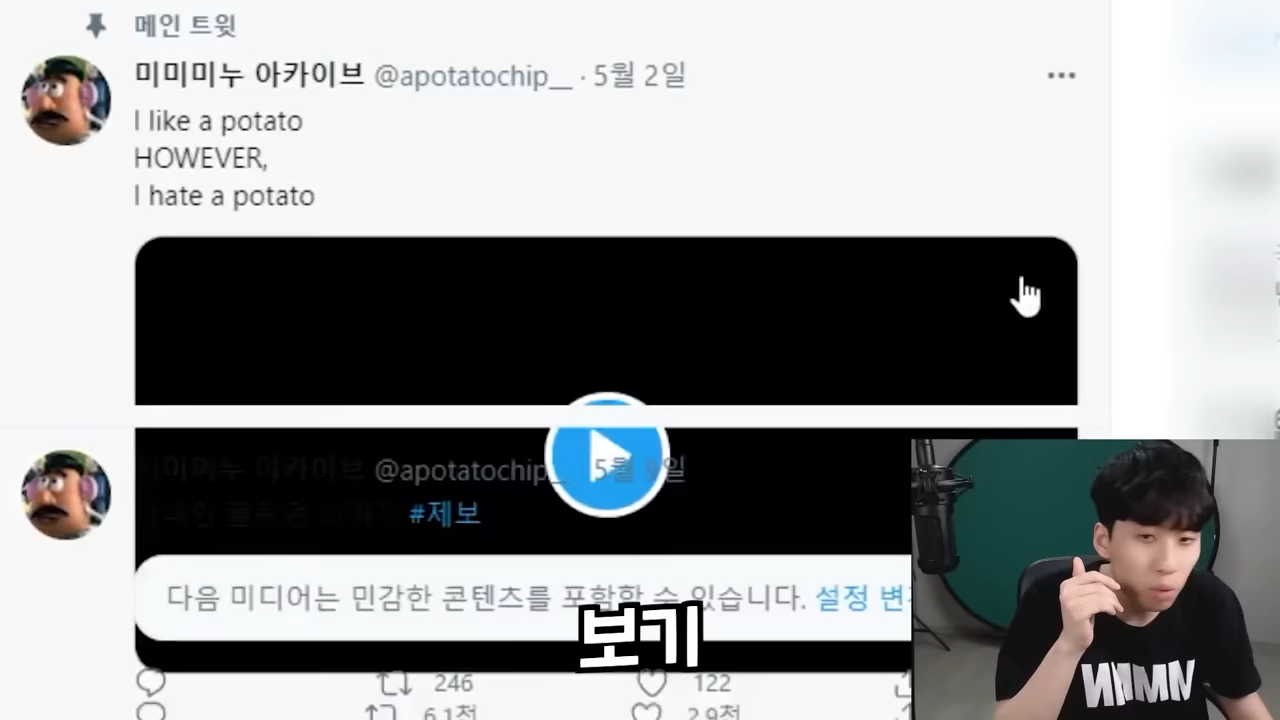 메인 트윗
미미미누 아카이브 @apotatochip__ · 5월 2일
I like a potato
HOWEVER,
I hate a potato
미미미누 아카이브 @apotatochip__ · 5월 9일
#제보
다음 미디어는 민감한 콘텐츠를 포함할 수 있습니다. 설정 변
보기
246 122
6.1천 2.9천